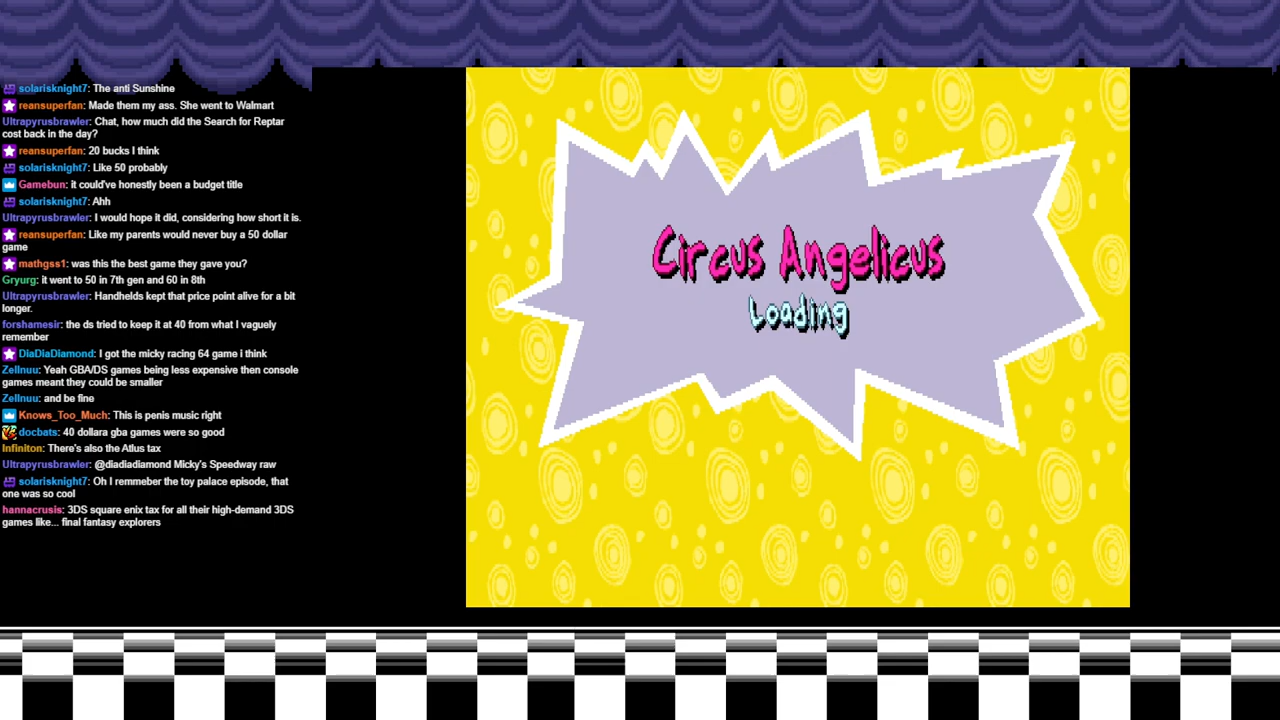 solarisknight7: The anti Sunshine
reansuperfan: Made them my ass. She went to Walmart
Ultrapyrusbrawler: Chat, how much did the Search for Reptar
cost back in the day?
reansuperfan: 20 bucks I think
solarisknight7: Like 50 probably
Gamebun: it could've honestly been a budget title
solarisknight7: Ahh
Ultrapyrusbrawler: I would hope it did, considering how short it is.
reansuperfan: Like my parents would never buy a 50 dollar
game
mathgss1: was this the best game they gave you?
Gryurg: it went to 50 in 7th gen and 60 in 8th
Ultrapyrusbrawler: Handhelds kept that price point alive for a bit
longer.
forshamesir: the ds tried to keep it at 40 from what I vaguely
remember
DiaDiaDiamond: I got the micky racing 64 game i think
Zellnuu: Yeah GBA/DS games being less expensive then console
games meant they could be smaller
Zellnuu: and be fine
Knows_Too_Much: This is penis music right
docbats: 40 dollara gba games were so good
Infiniton: There's also the Atlus tax
Ultrapyrusbrawler: @diadiadiamond Micky's Speedway raw
solarisknight7: Oh I remmeber the toy palace episode, that
one was so cool
hannacrusis: 3DS square enix tax for all their high-demand 3DS
games like... final fantasy explorers
Circus Angelicus
Loading